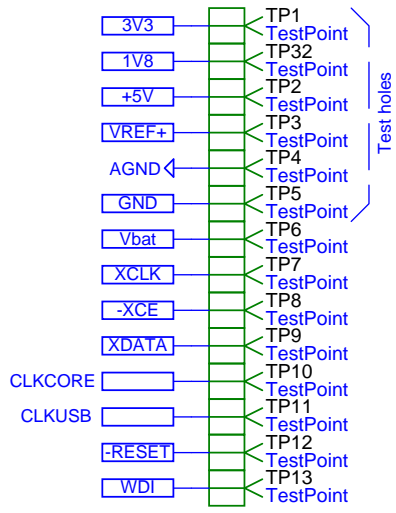 3V3 TP1
TestPoint
1V8 TP32
TestPoint
+5V TP2
TestPoint
VREF+ TP3
TestPoint
AGND TP4
TestPoint
GND TP5
TestPoint
Vbat TP6
TestPoint
XCLK TP7
TestPoint
-XCE TP8
TestPoint
XDATA TP9
TestPoint
CLKCORE TP10
TestPoint
CLKUSB TP11
TestPoint
-RESET TP12
TestPoint
WDI TP13
TestPoint
Test holes